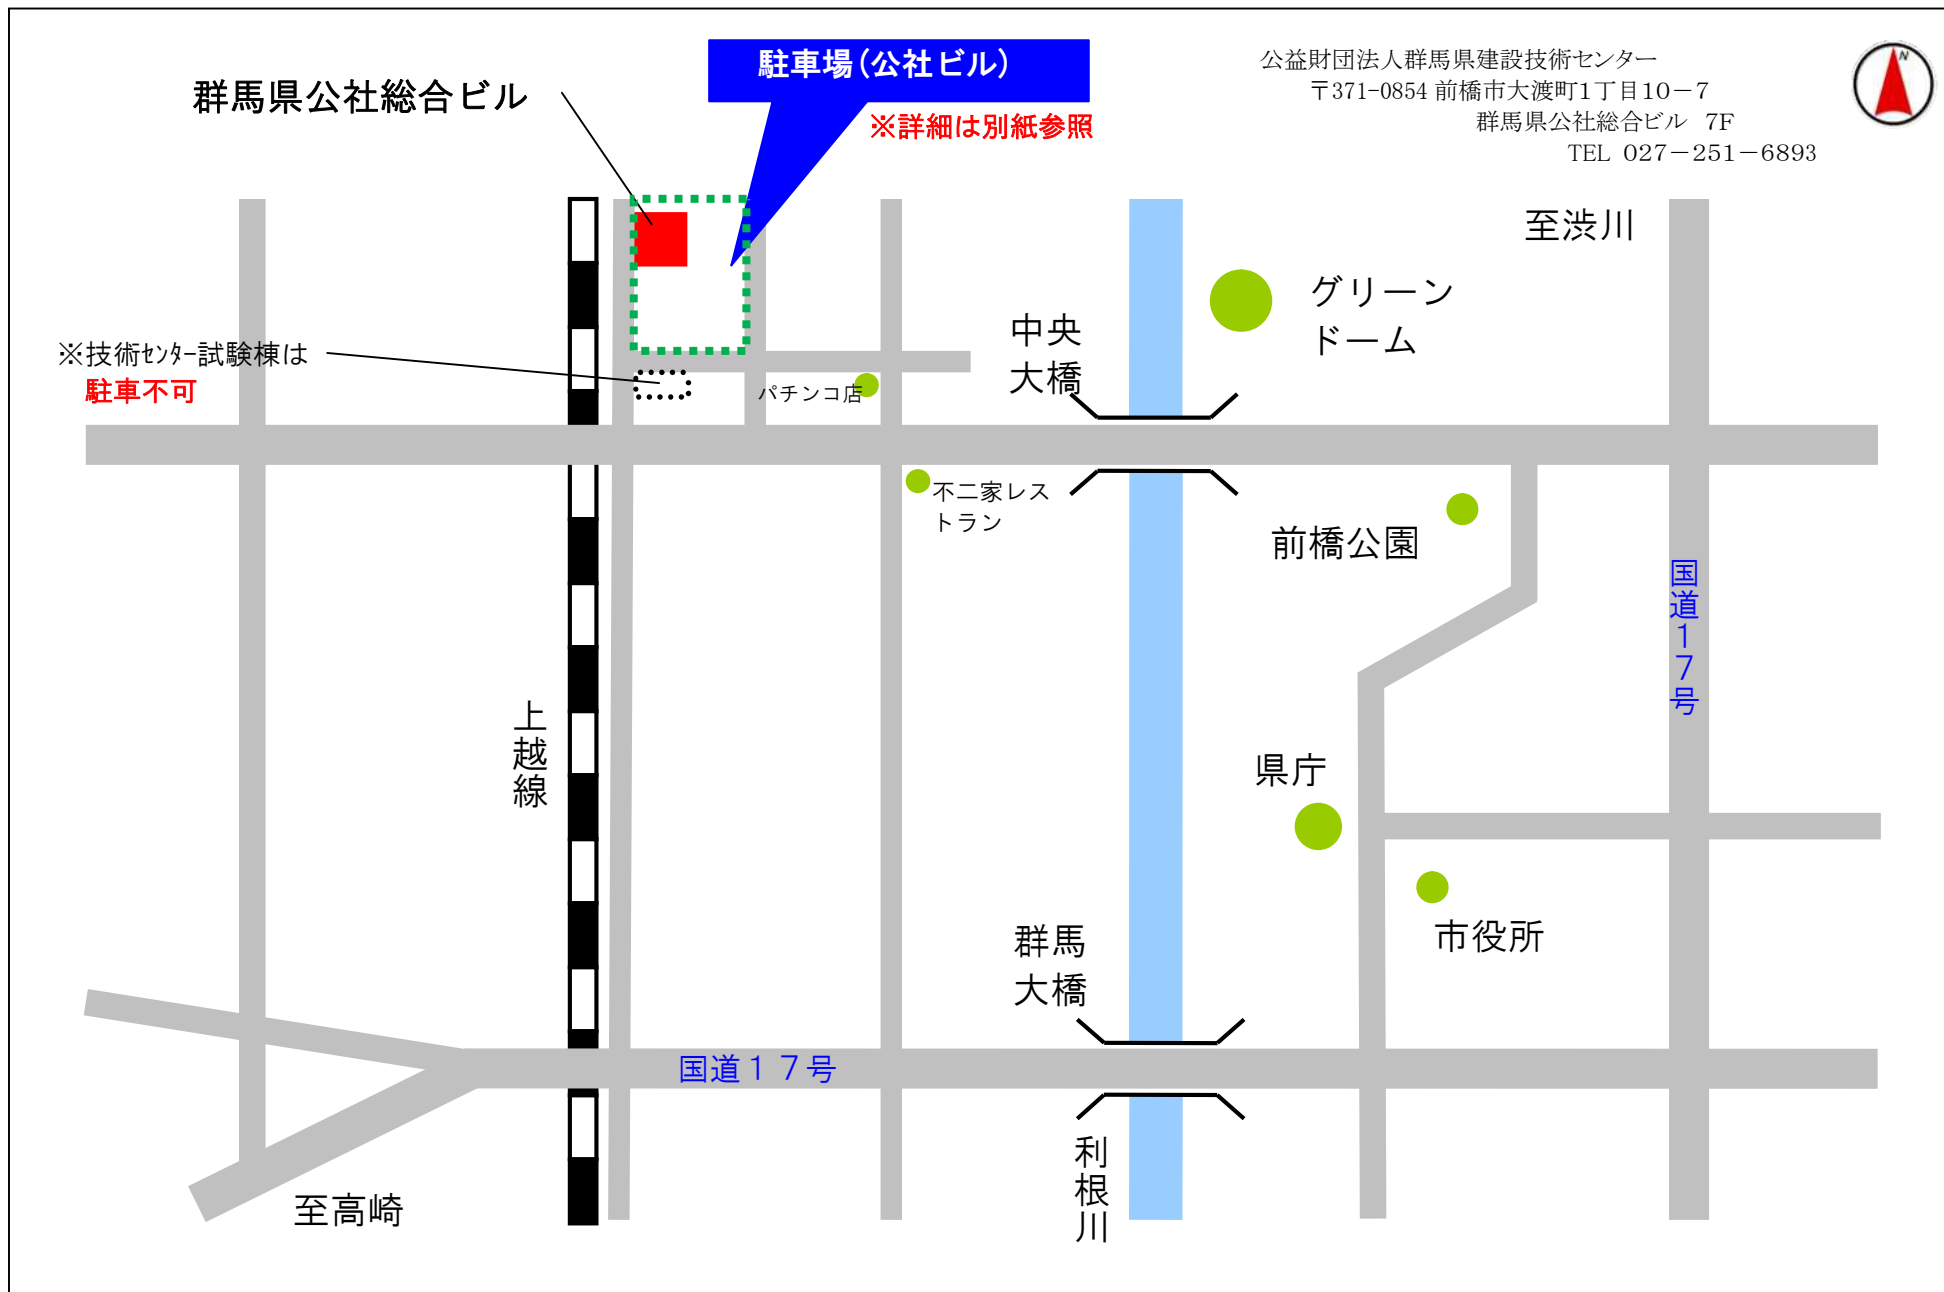 駐車場(公社ビル)
※詳細は別紙参照
群馬県公社総合ビル
公益財団法人群馬県建設技術センター
〒371-0854 前橋市大渡町1丁目10－7
群馬県公社総合ビル 7F
TEL 027－251－6893
N
至渋川
グリーン
ドーム
中央
大橋
※技術ｾﾝﾀｰ試験棟は
駐車不可
パチンコ店
不二家レス
トラン
前橋公園
国道17号
上越線
県庁
市役所
群馬
大橋
国道１７号
利根川
至高崎